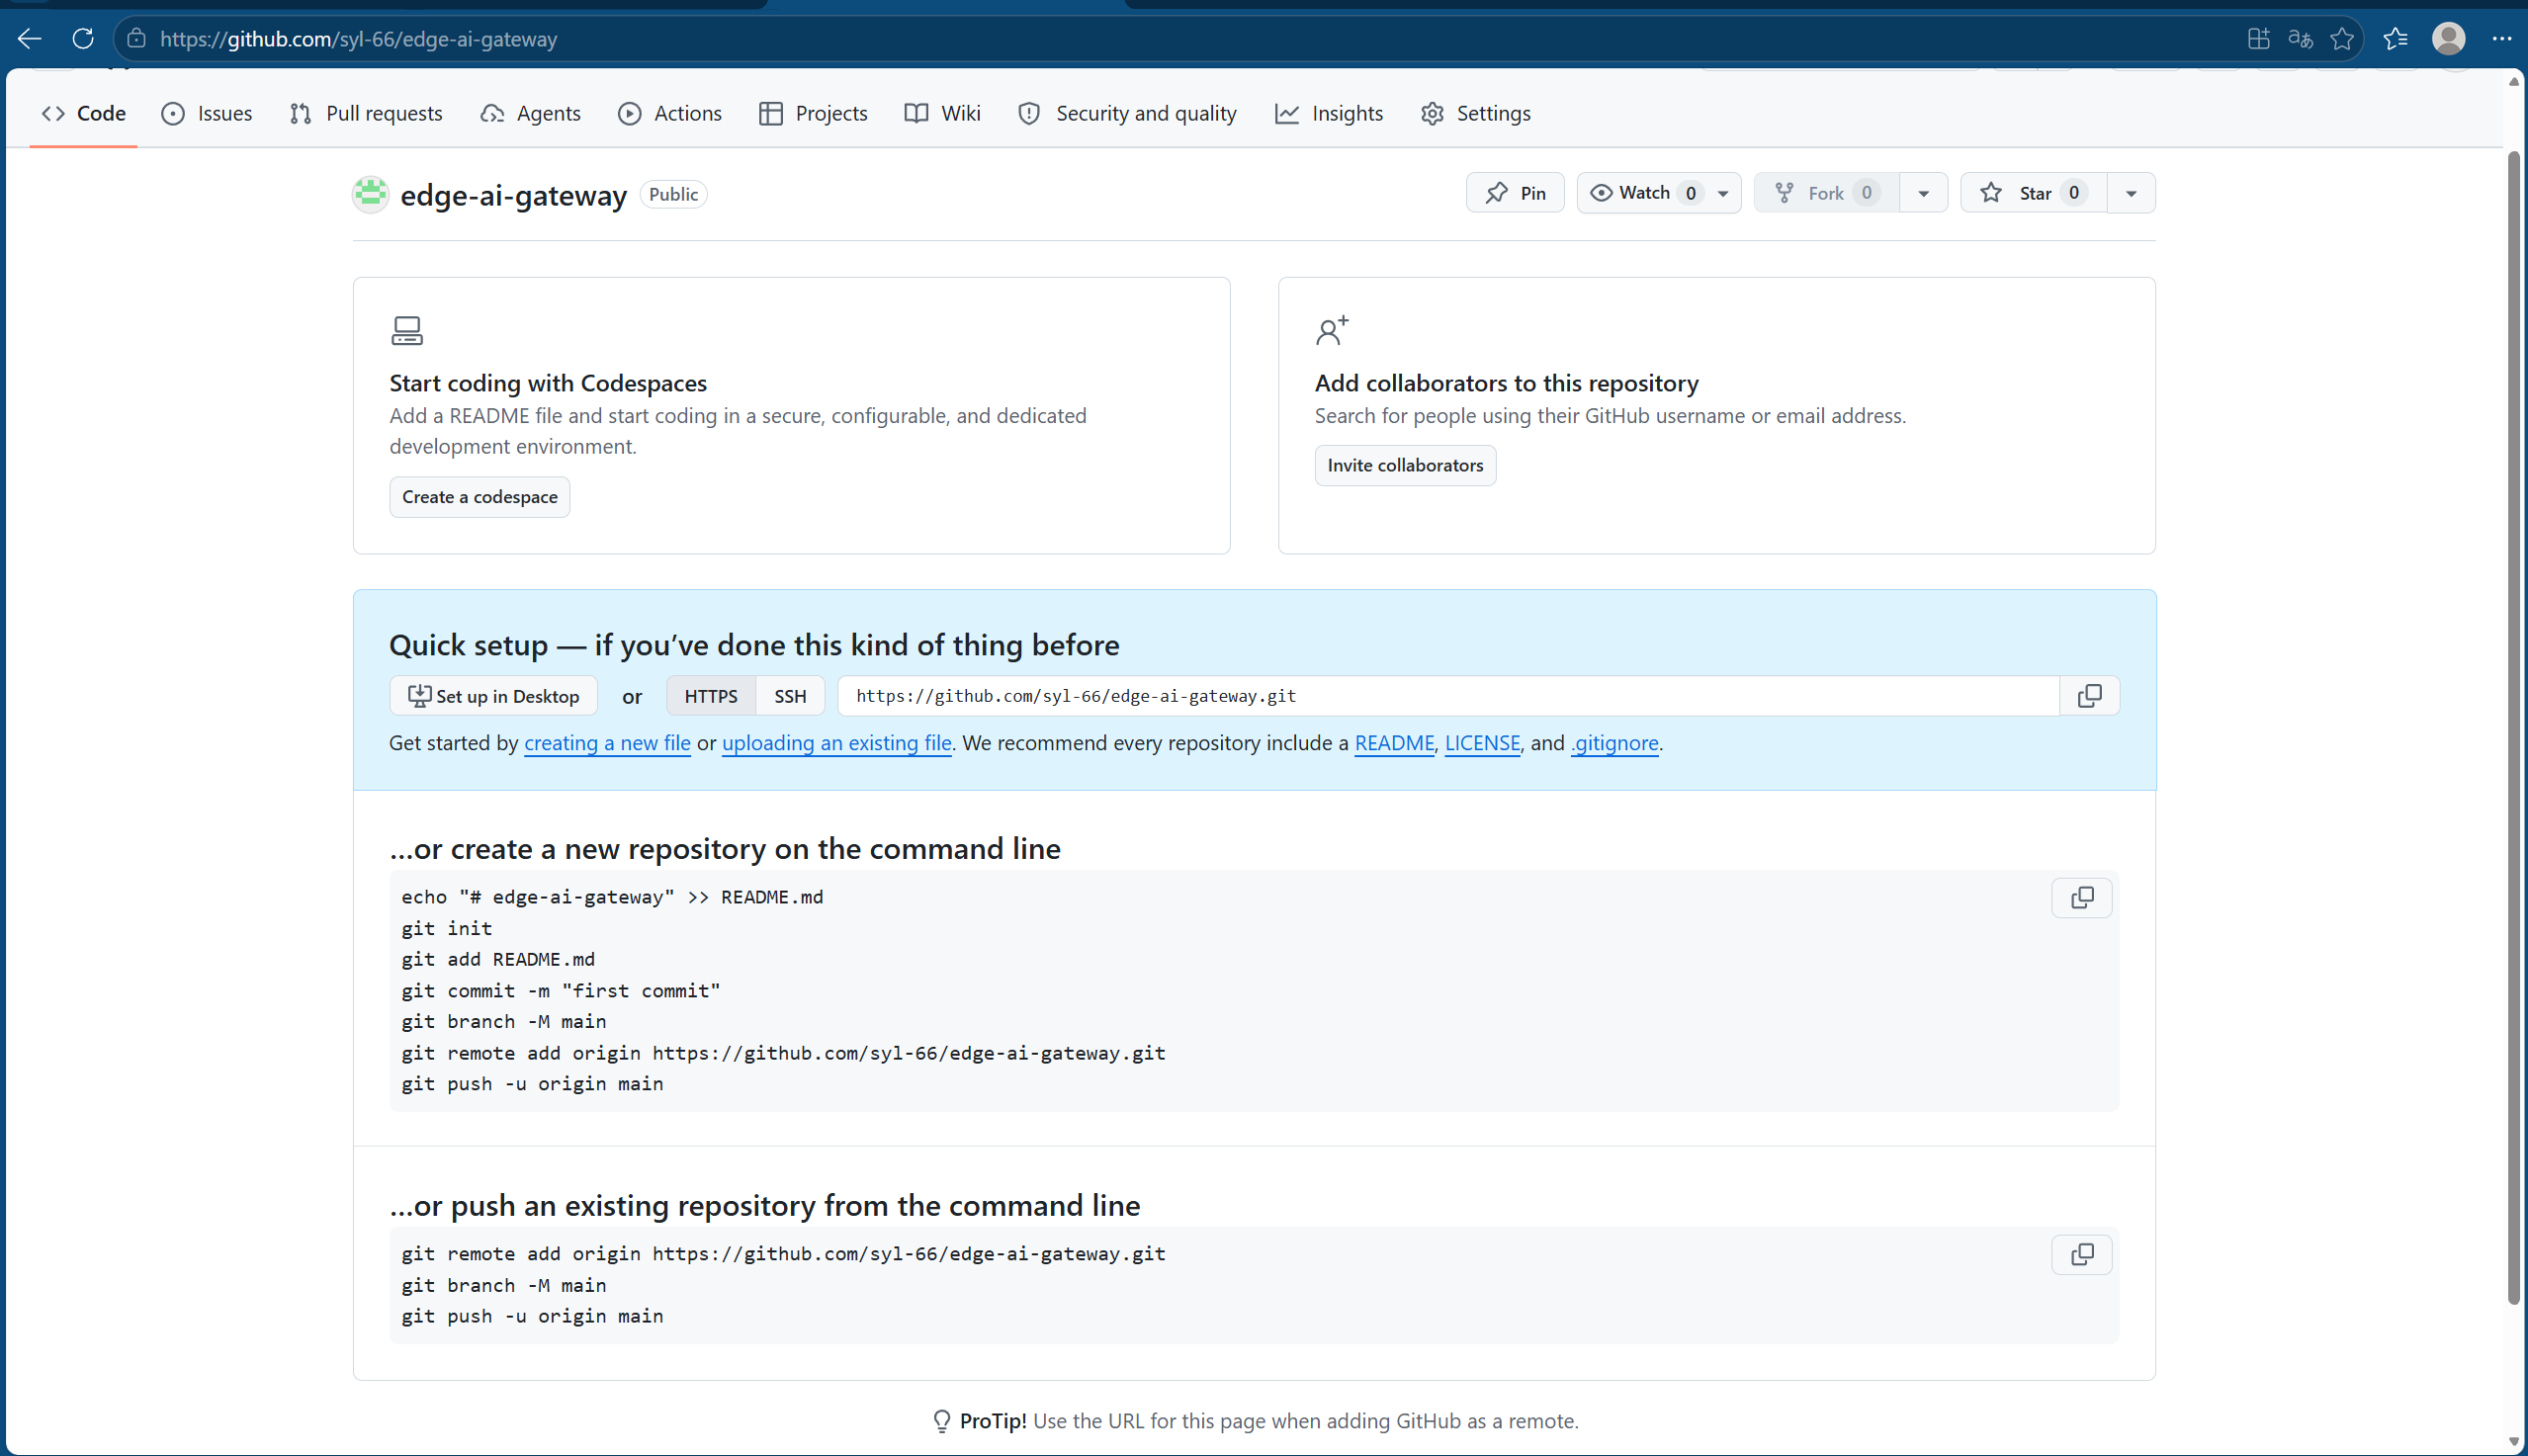 https://github.com/syl-66/edge-ai-gateway
Code Issues Pull requests Agents Actions Projects Wiki Security and quality Insights Settings
edge-ai-gateway Public
Pin Watch 0 Fork 0 Star 0
Start coding with Codespaces
Add a README file and start coding in a secure, configurable, and dedicated
development environment.
Create a codespace
Add collaborators to this repository
Search for people using their GitHub username or email address.
Invite collaborators
Quick setup — if you’ve done this kind of thing before
Set up in Desktop or HTTPS SSH https://github.com/syl-66/edge-ai-gateway.git
Get started by creating a new file or uploading an existing file. We recommend every repository include a README, LICENSE, and .gitignore.
…or create a new repository on the command line
echo "# edge-ai-gateway" >> README.md
git init
git add README.md
git commit -m "first commit"
git branch -M main
git remote add origin https://github.com/syl-66/edge-ai-gateway.git
git push -u origin main
…or push an existing repository from the command line
git remote add origin https://github.com/syl-66/edge-ai-gateway.git
git branch -M main
git push -u origin main
ProTip! Use the URL for this page when adding GitHub as a remote.